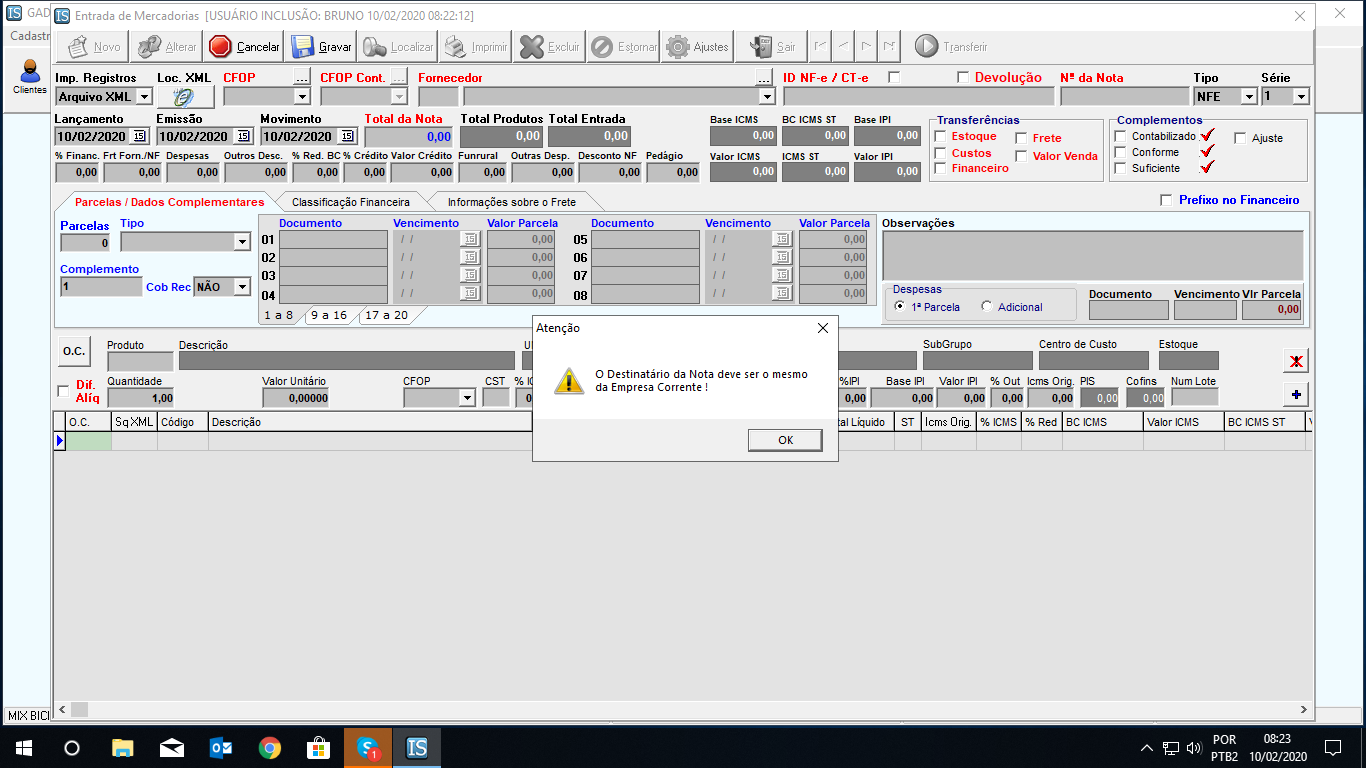 GAD
Entrada de Mercadorias [USUÁRIO INCLUSÃO: BRUNO 10/02/2020 08:22:12]
Cadastr
Clientes
Novo Alterar Cancelar Gravar Localizar Imprimir Excluir Estornar Ajustes Sair Transferir
Imp. Registros Loc. XML CFOP ... CFOP Cont. ... Fornecedor ... ID NF-e / CT-e Devolução Nº da Nota Tipo Série
Arquivo XML NFE 1
Lançamento Emissão Movimento Total da Nota Total Produtos Total Entrada Base ICMS BC ICMS ST Base IPI Transferências Complementos
10/02/2020 15 10/02/2020 15 10/02/2020 15 0,00 0,00 0,00 0,00 0,00 0,00 Estoque Frete Contabilizado Ajuste
% Financ. Frt Forn./NF Despesas Outros Desc. % Red. BC % Crédito Valor Crédito Funrural Outras Desp. Desconto NF Pedágio Valor ICMS ICMS ST Valor IPI Custos Valor Venda Conforme
0,00 0,00 0,00 0,00 0,00 0,00 0,00 0,00 0,00 0,00 0,00 0,00 0,00 0,00 Financeiro Suficiente
Parcelas / Dados Complementares Classificação Financeira Informações sobre o Frete Prefixo no Financeiro
Parcelas Tipo Documento Vencimento Valor Parcela Documento Vencimento Valor Parcela Observações
0 01 / / 15 0,00 05 / / 15 0,00
02 / / 15 0,00 06 / / 15 0,00
Complemento 03 / / 15 0,00 07 / / 15 0,00
1 Cob Rec NÃO 04 / / 15 0,00 08 / / 15 0,00
Despesas Documento Vencimento Vlr Parcela
1ª Parcela Adicional 0,00
1 a 8 9 a 16 17 a 20
Atenção
O Destinatário da Nota deve ser o mesmo
da Empresa Corrente !
OK
O.C. Produto Descrição SubGrupo Centro de Custo Estoque
Dif. Alíq Quantidade Valor Unitário CFOP CST %IPI Base IPI Valor IPI % Out Icms Orig. PIS Cofins Num Lote
1,00 0,00000 0,00 0,00 0,00 0,00 0,00 0,00 0,00
O.C. Sq XML Código Descrição tal Líquido ST Icms Orig. % ICMS % Red BC ICMS Valor ICMS BC ICMS ST
MIX BICI
POR
PTB2
08:23
10/02/2020